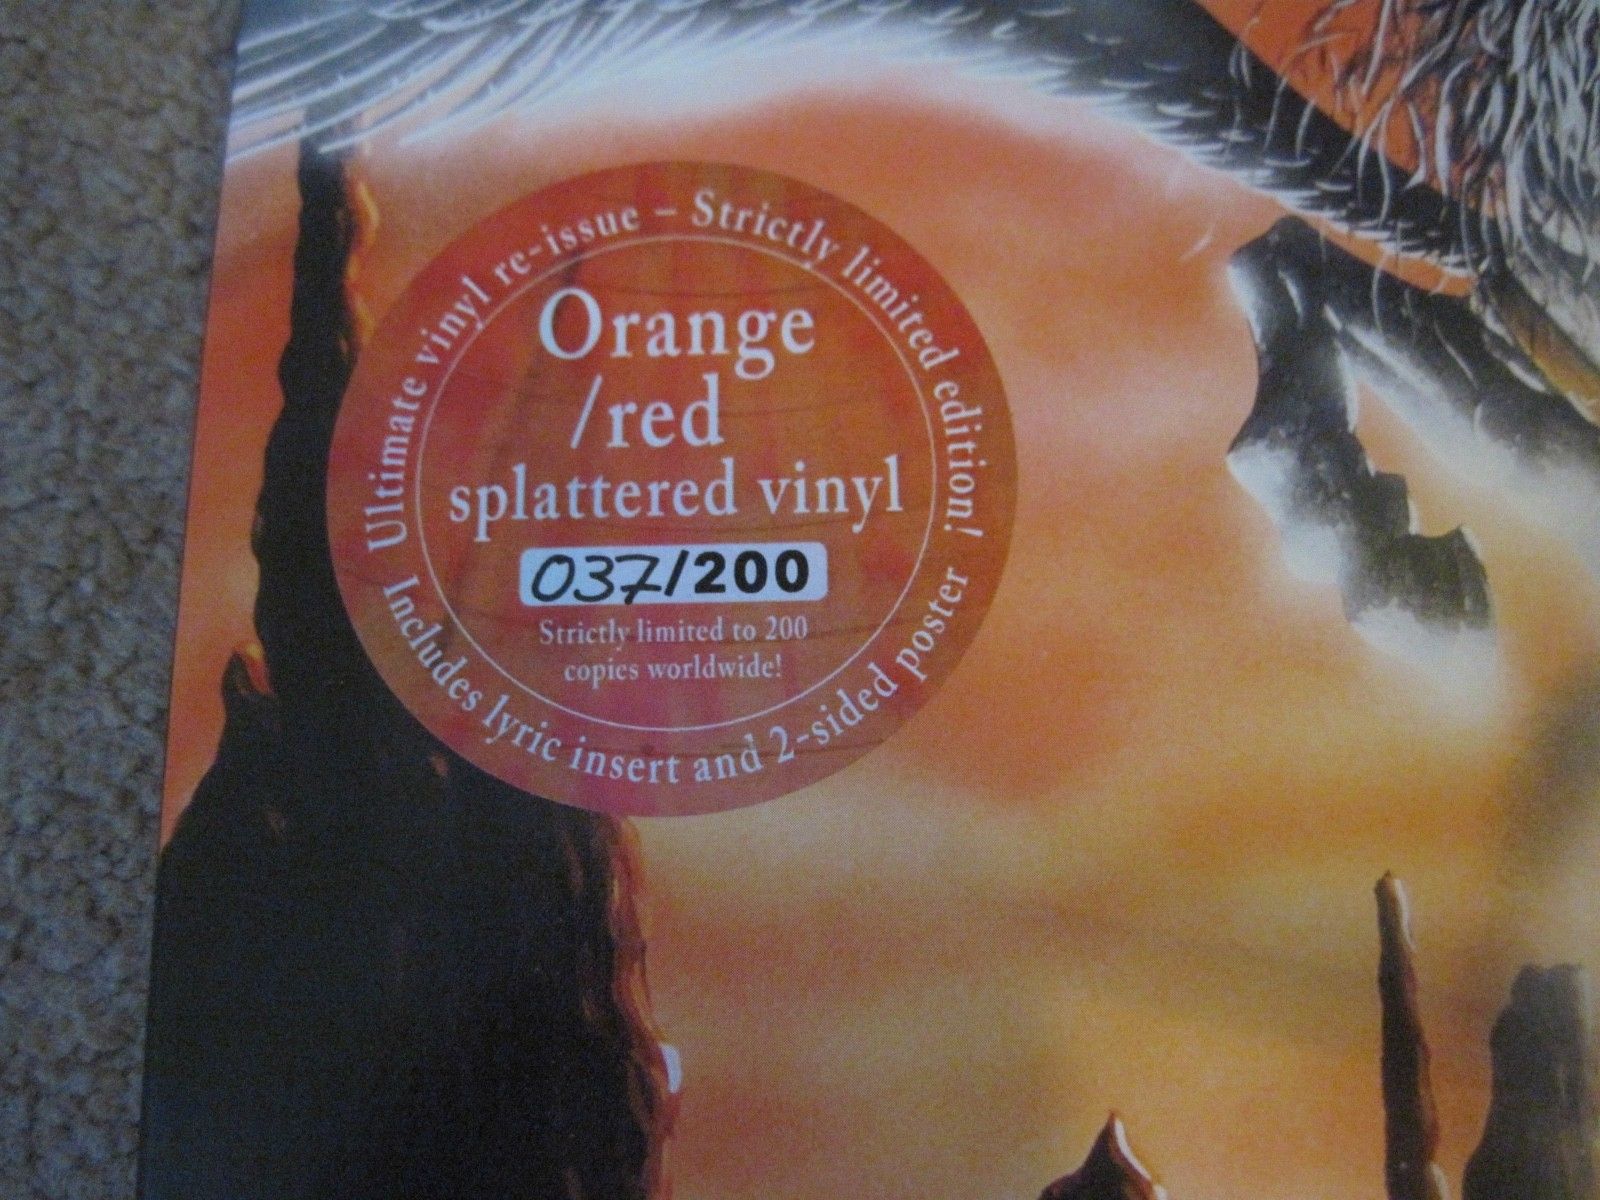 Ultimate vinyl re-issue – Strictly limited edition!
Orange
/red
splattered vinyl
037/200
Strictly limited to 200
copies worldwide!
Includes lyric insert and 2-sided poster